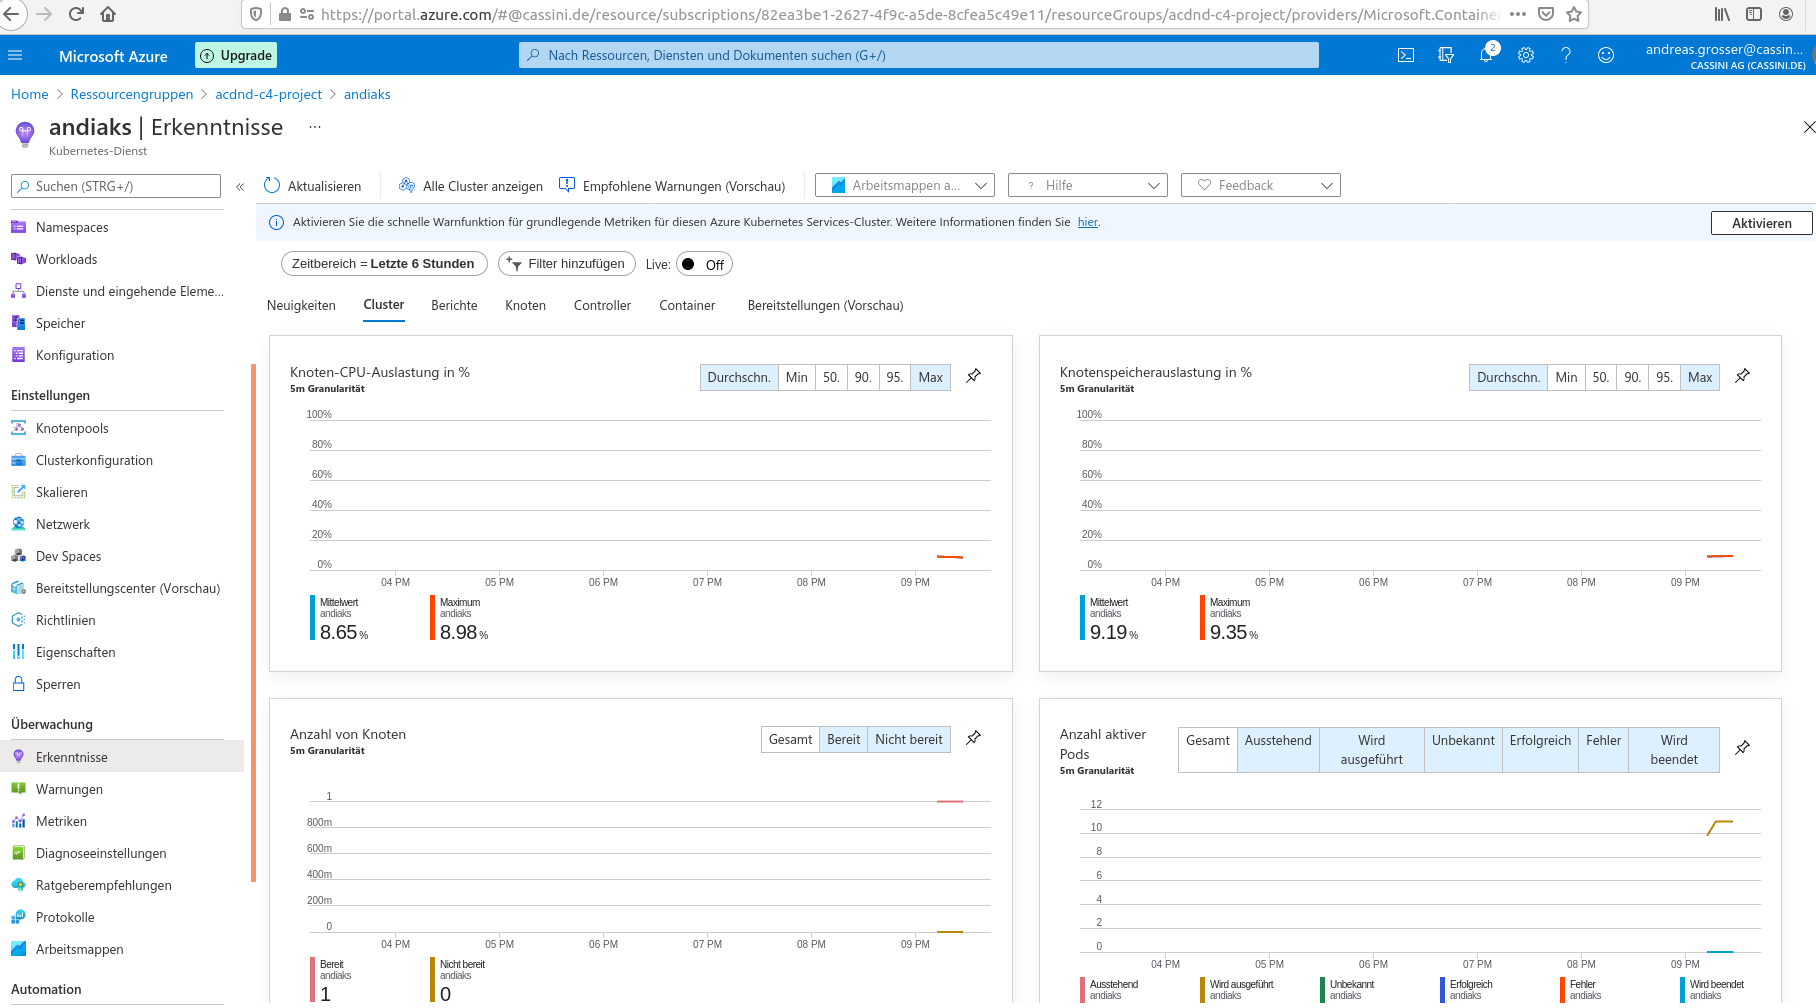 https://portal.azure.com/#@cassini.de/resource/subscriptions/82ea3be1-2627-4f9c-a5de-8cfea5c49e11/resourceGroups/acdnd-c4-project/providers/Microsoft.Container
Microsoft Azure
Upgrade
Nach Ressourcen, Diensten und Dokumenten suchen (G+/)
2
andreas.grosser@cassin...
CASSINI AG (CASSINI.DE)
Home > Ressourcengruppen > acdnd-c4-project > andiaks
andiaks | Erkenntnisse ...
Kubernetes-Dienst
Suchen (STRG+/)
«
Aktualisieren
Alle Cluster anzeigen
Empfohlene Warnungen (Vorschau)
Arbeitsmappen a...
? Hilfe
Feedback
Namespaces
Workloads
Dienste und eingehende Eleme...
Speicher
Konfiguration
Einstellungen
Knotenpools
Clusterkonfiguration
Skalieren
Netzwerk
Dev Spaces
Bereitstellungscenter (Vorschau)
Richtlinien
Eigenschaften
Sperren
Überwachung
Erkenntnisse
Warnungen
Metriken
Diagnoseeinstellungen
Ratgeberempfehlungen
Protokolle
Arbeitsmappen
Automation
Aktivieren Sie die schnelle Warnfunktion für grundlegende Metriken für diesen Azure Kubernetes Services-Cluster. Weitere Informationen finden Sie hier.
Aktivieren
Zeitbereich = Letzte 6 Stunden
Filter hinzufügen
Live: Off
Neuigkeiten
Cluster
Berichte
Knoten
Controller
Container
Bereitstellungen (Vorschau)
Knoten-CPU-Auslastung in %
5m Granularität
Durchschn. Min 50. 90. 95. Max
100%
80%
60%
40%
20%
0%
04 PM 05 PM 06 PM 07 PM 08 PM 09 PM
Mittelwert
andiaks
8.65 %
Maximum
andiaks
8.98 %
Knotenspeicherauslastung in %
5m Granularität
Durchschn. Min 50. 90. 95. Max
100%
80%
60%
40%
20%
0%
04 PM 05 PM 06 PM 07 PM 08 PM 09 PM
Mittelwert
andiaks
9.19 %
Maximum
andiaks
9.35 %
Anzahl von Knoten
5m Granularität
Gesamt Bereit Nicht bereit
1
800m
600m
400m
200m
0
04 PM 05 PM 06 PM 07 PM 08 PM 09 PM
Bereit
andiaks
1
Nicht bereit
andiaks
0
Anzahl aktiver
Pods
5m Granularität
Gesamt Ausstehend Wird ausgeführt Unbekannt Erfolgreich Fehler Wird beendet
12
10
8
6
4
2
0
04 PM 05 PM 06 PM 07 PM 08 PM 09 PM
Ausstehend
andiaks
Wird ausgeführt
andiaks
Unbekannt
andiaks
Erfolgreich
andiaks
Fehler
andiaks
Wird beendet
andiaks